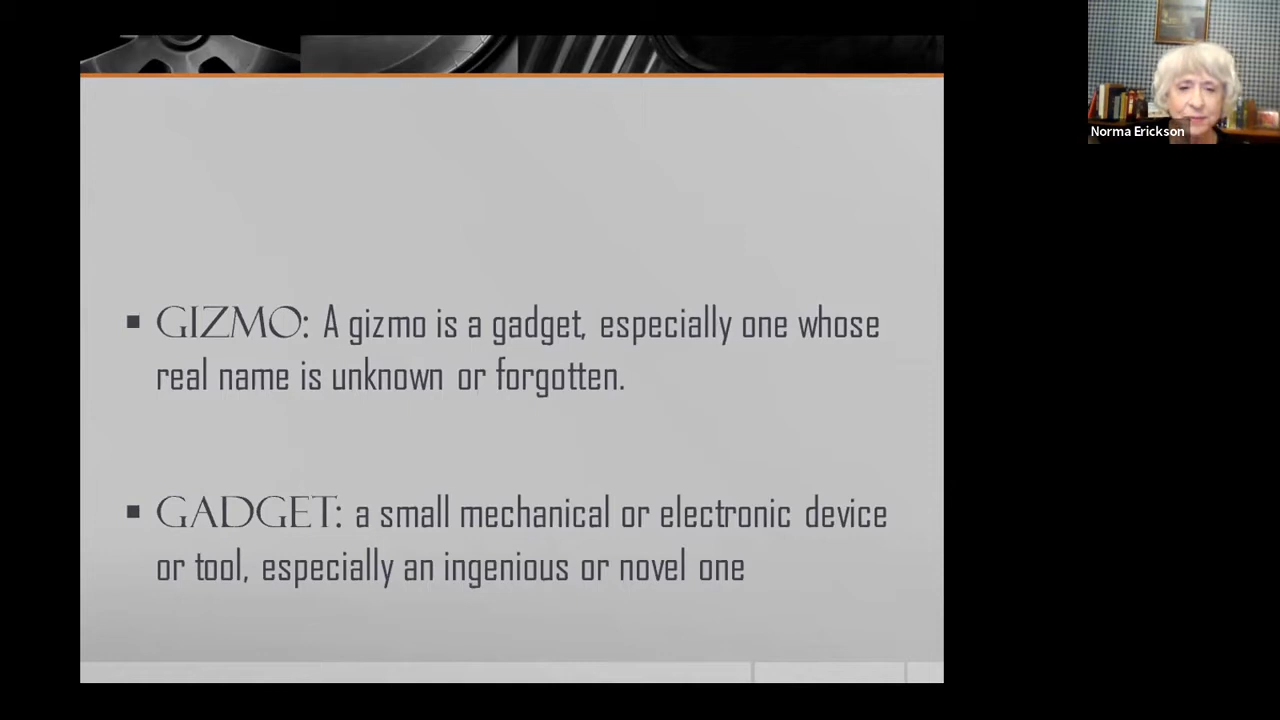 GIZMO: A gizmo is a gadget, especially one whose
real name is unknown or forgotten.
GADGET: a small mechanical or electronic device
or tool, especially an ingenious or novel one
Norma Erickson